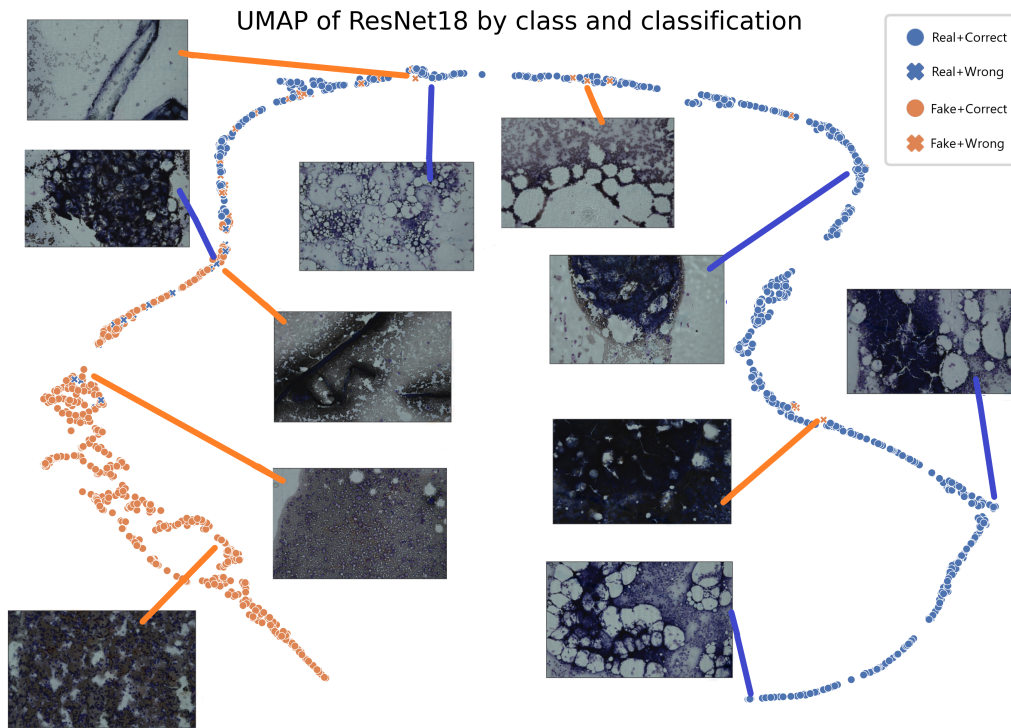 UMAP of ResNet18 by class and classification
Real+Correct
Real+Wrong
Fake+Correct
Fake+Wrong